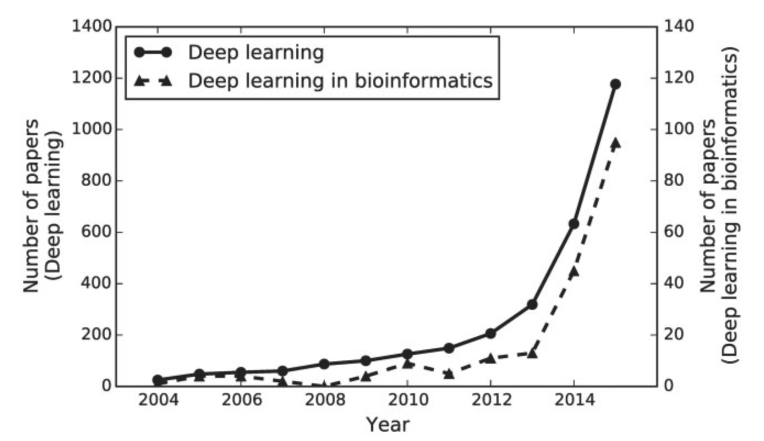 Deep learning
Deep learning in bioinformatics
1400
1200
1000
800
600
400
200
0
Number of papers
(Deep learning)
140
120
100
80
60
40
20
0
Number of papers
(Deep learning in bioinformatics)
2004 2006 2008 2010 2012 2014
Year